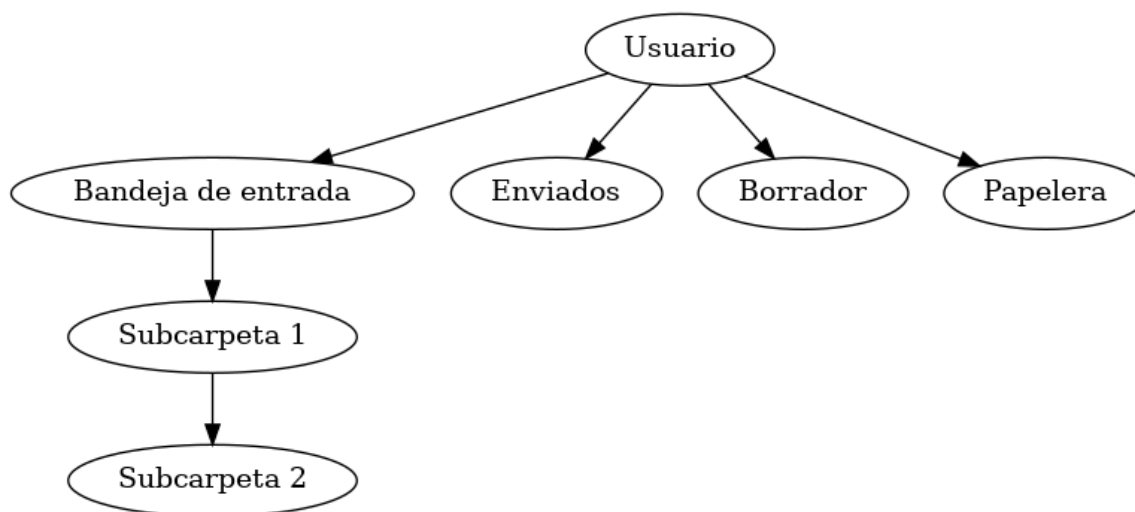 Usuario
Bandeja de entrada
Enviados
Borrador
Papelera
Subcarpeta 1
Subcarpeta 2